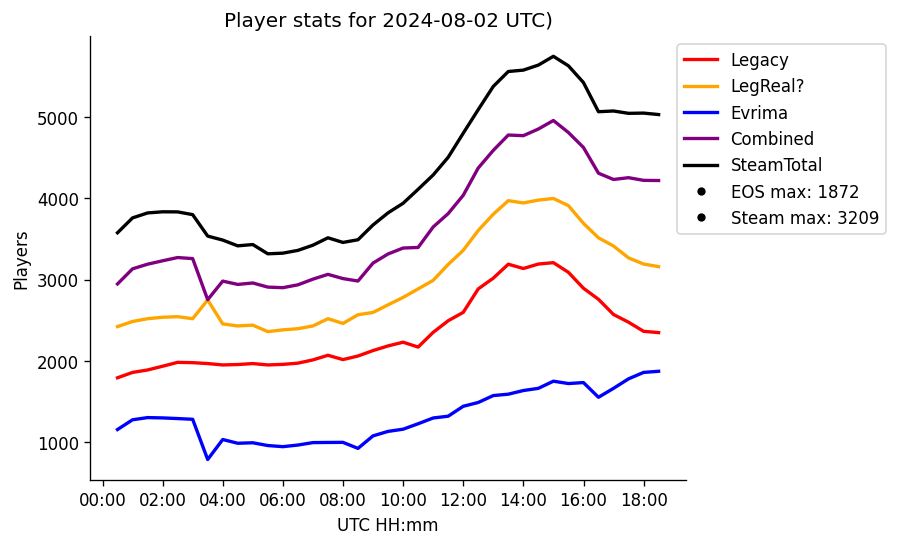 Player stats for 2024-08-02 UTC)
Legacy
LegReal?
Evrima
Combined
SteamTotal
EOS max: 1872
Steam max: 3209
Players
5000
4000
3000
2000
1000
00:00 02:00 04:00 06:00 08:00 10:00 12:00 14:00 16:00 18:00
UTC HH:mm